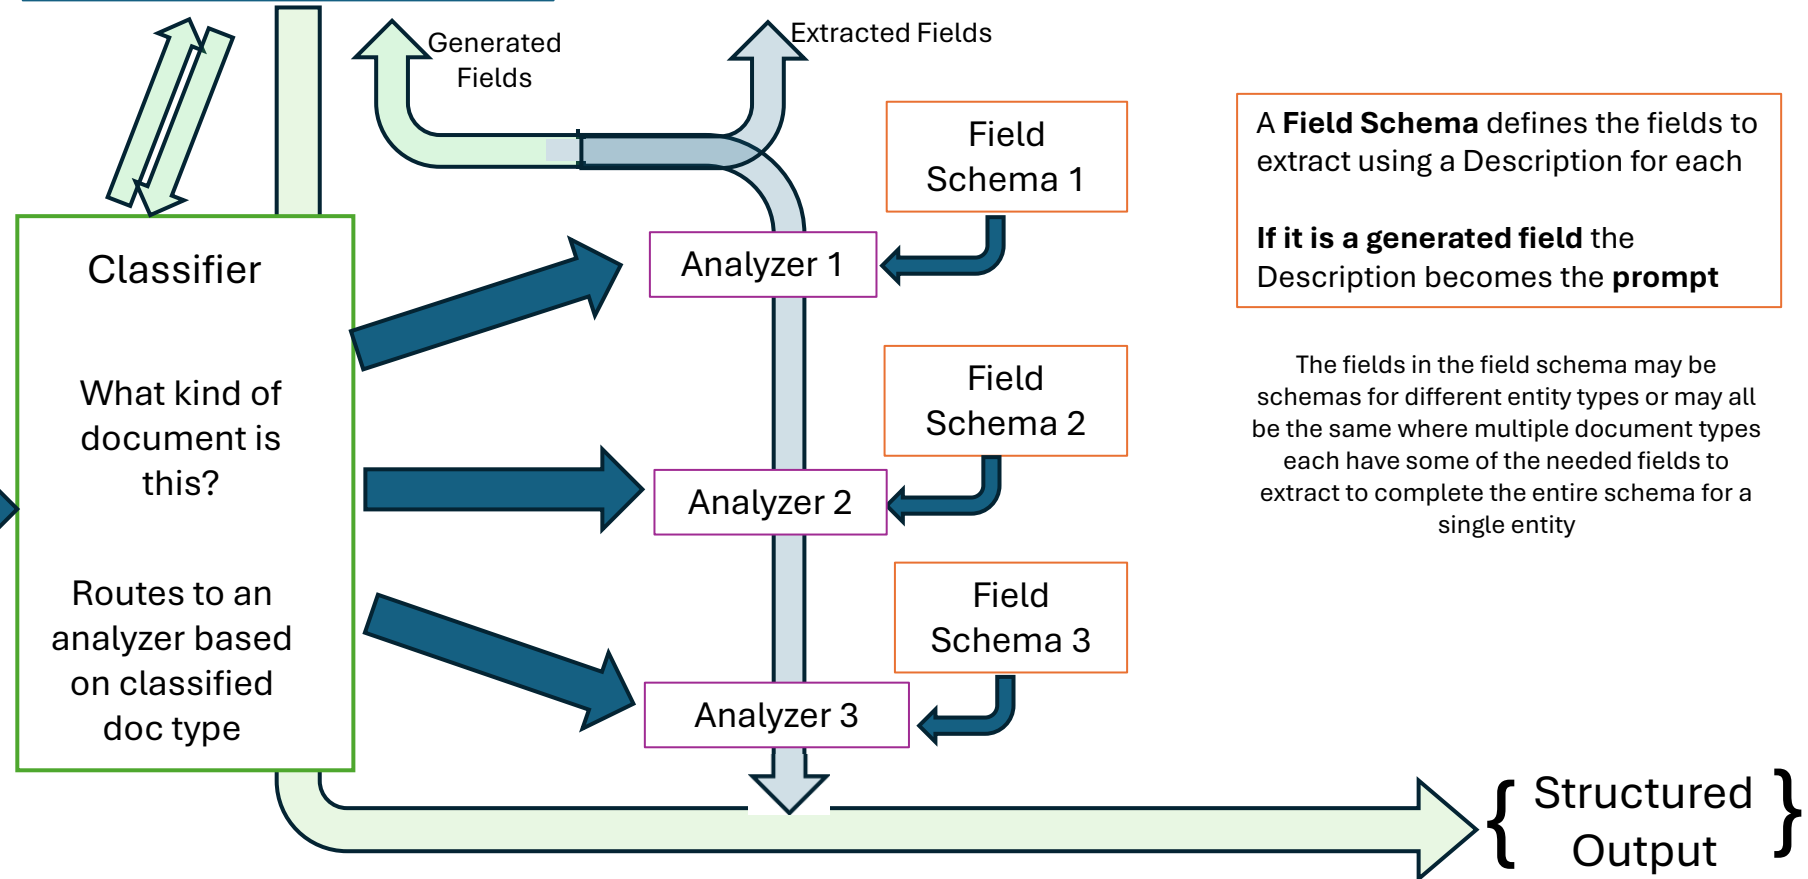 Generated
Fields
Extracted Fields
Classifier
What kind of
document is
this?
Routes to an
analyzer based
on classified
doc type
Analyzer 1
Analyzer 2
Analyzer 3
Field
Schema 1
Field
Schema 2
Field
Schema 3
A Field Schema defines the fields to
extract using a Description for each
If it is a generated field the
Description becomes the prompt
The fields in the field schema may be
schemas for different entity types or may all
be the same where multiple document types
each have some of the needed fields to
extract to complete the entire schema for a
single entity
{ Structured }
Output